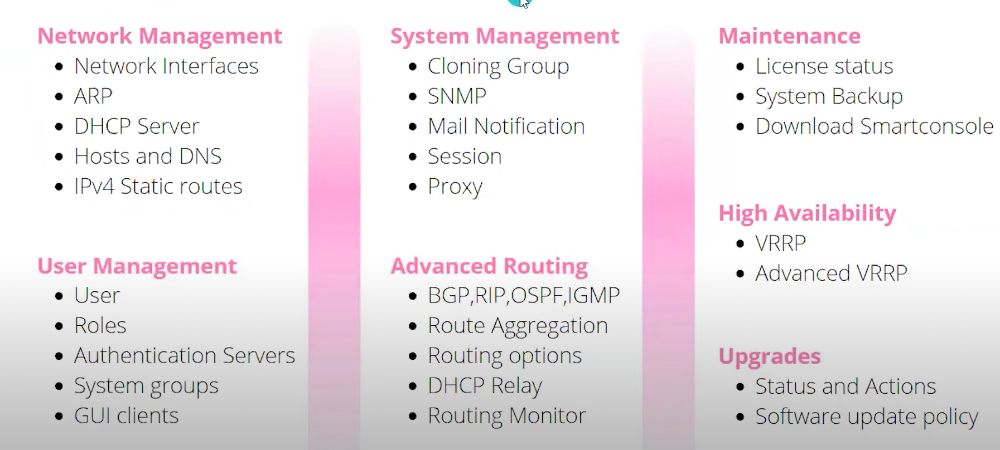 Network Management
Network Interfaces
ARP
DHCP Server
Hosts and DNS
IPv4 Static routes
User Management
User
Roles
Authentication Servers
System groups
GUI clients
System Management
Cloning Group
SNMP
Mail Notification
Session
Proxy
Advanced Routing
BGP,RIP,OSPF,IGMP
Route Aggregation
Routing options
DHCP Relay
Routing Monitor
Maintenance
License status
System Backup
Download Smartconsole
High Availability
VRRP
Advanced VRRP
Upgrades
Status and Actions
Software update policy